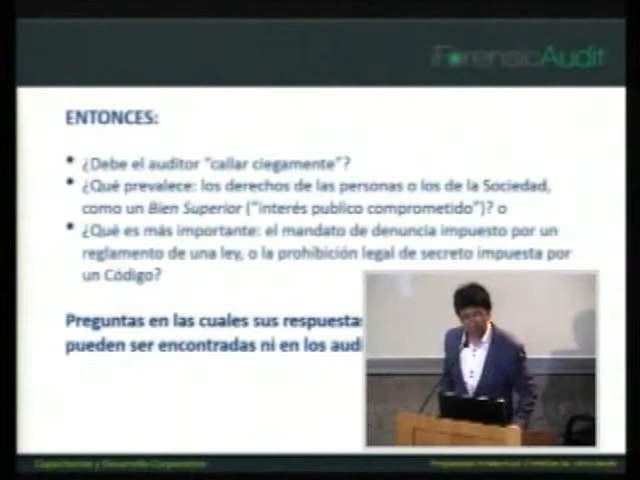 iForensicAudit
ENTONCES:
• ¿Debe el auditor "callar ciegamente"?
• ¿Qué prevalece: los derechos de las personas o los de la Sociedad,
como un Bien Superior ("interés publico comprometido")? o
• ¿Qué es más importante: el mandato de denuncia impuesto por un
reglamento de una ley, o la prohibición legal de secreto impuesta por
un Código?
Preguntas en las cuales sus respuestas
pueden ser encontradas ni en los audi
Capacitación y Desarrollo Corporativo